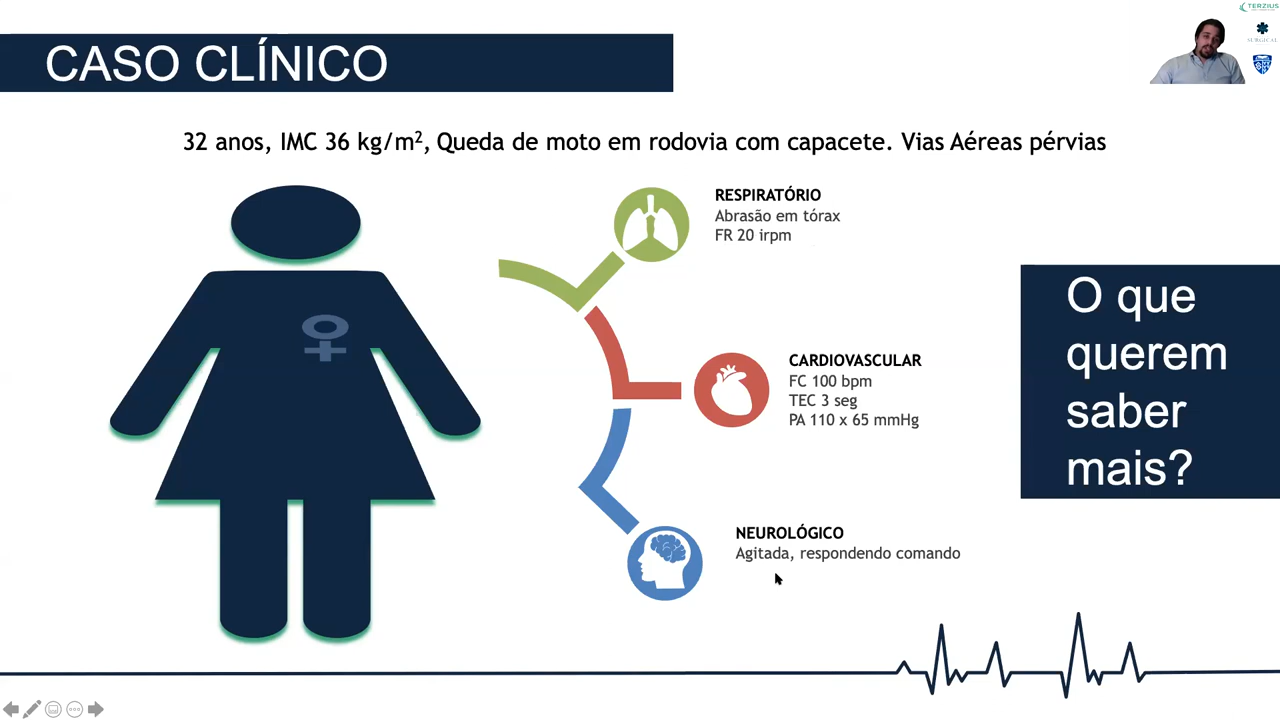 TERZIUS
SURGICAL
CASO CLÍNICO
32 anos, IMC 36 kg/m², Queda de moto em rodovia com capacete. Vias Aéreas pérvias
RESPIRATÓRIO
Abrasão em tórax
FR 20 irpm
CARDIOVASCULAR
FC 100 bpm
TEC 3 seg
PA 110 x 65 mmHg
NEUROLÓGICO
Agitada, respondendo comando
O que
querem
saber
mais?